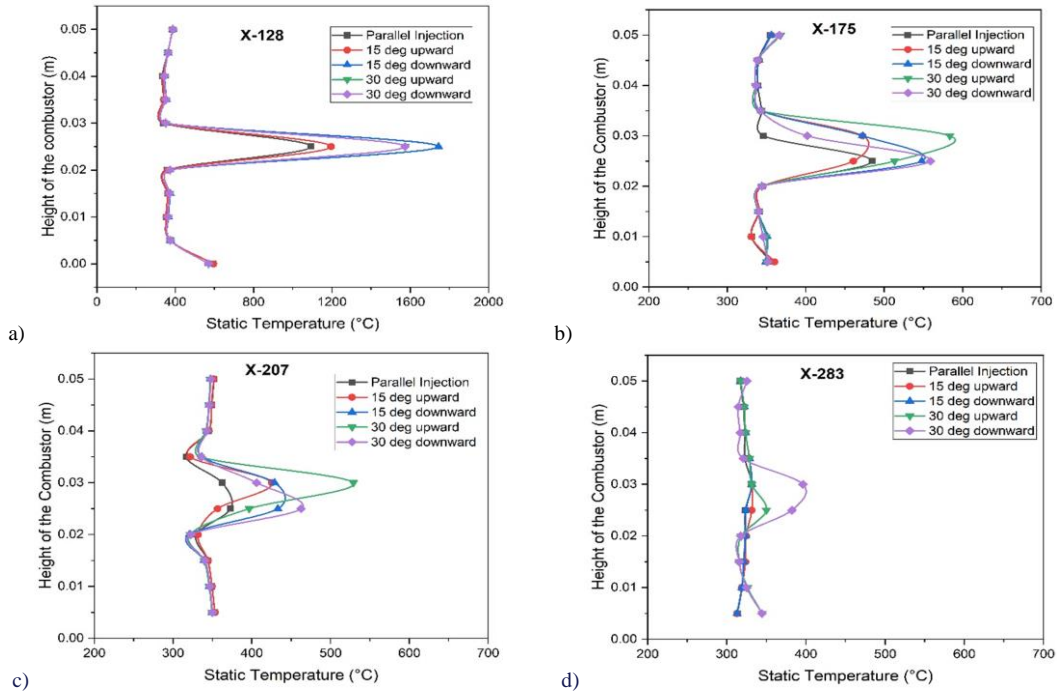 X-128
Parallel Injection
15 deg upward
15 deg downward
30 deg upward
30 deg downward
Height of the combustor (m)
0.05
0.04
0.03
0.02
0.01
0.00
0 400 800 1200 1600 2000
Static Temperature (°C)
a)
X-175
Parallel Injection
15 deg upward
15 deg downward
30 deg upward
30 deg downward
Height of the Combustor (m)
0.05
0.04
0.03
0.02
0.01
0.00
200 300 400 500 600 700
Static Temperature (°C)
b)
X-207
Parallel Injection
15 deg upward
15 deg downward
30 deg upward
30 deg downward
Height of the Combustor (m)
0.05
0.04
0.03
0.02
0.01
0.00
200 300 400 500 600 700
Static Temperature (°C)
c)
X-283
Parallel Injection
15 deg upward
15 deg downward
30 deg upward
30 deg downward
Height of the Combustor (m)
0.05
0.04
0.03
0.02
0.01
0.00
200 300 400 500 600 700
Static Temperature (°C)
d)